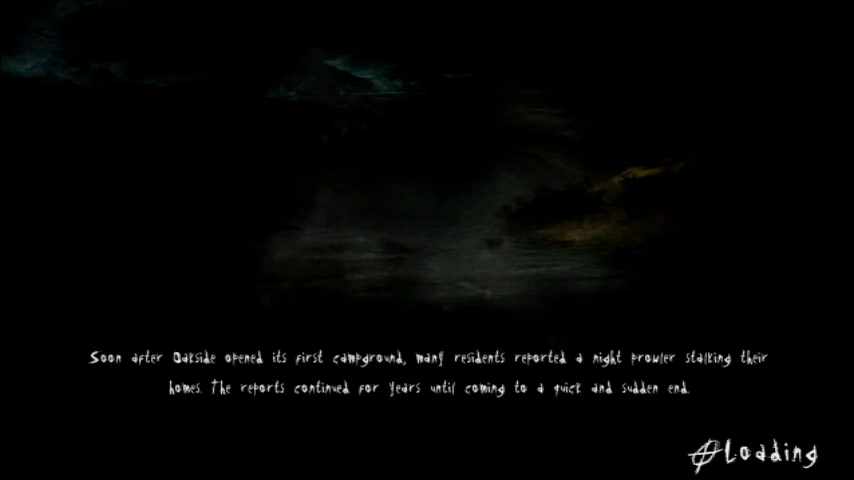 Soon after Oakside opened its first campground, many residents reported a night prowler stalking their
homes. The reports continued for years until coming to a quick and sudden end.
Loading